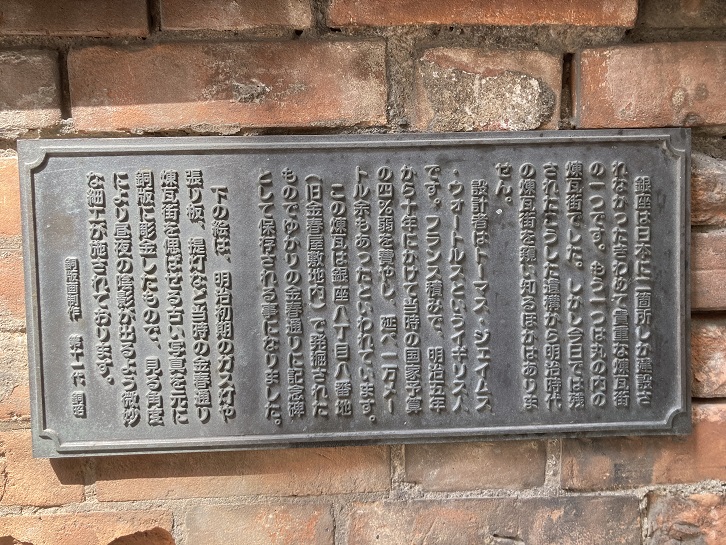 銀座は日本に二箇所しか建設さ
れなかったきわめて貴重な煉瓦街
の一つです。もう一つは丸の内の
煉瓦街でした。しかし今日では残
されたこうした遺構から明治時代
の煉瓦街を窺い知るほかはありま
せん。
設計者はトーマス・ジェイムス
・ウォートルスというイギリス人
です。フランス積みで、明治五年
から十年にかけて当時の国家予算
の四％弱を費やし、延べ一万メー
トル余もあったといわれています。
この煉瓦は銀座八丁目八番地
（旧金春屋敷地内）で発掘された
ものでゆかりの金春通りに記念碑
として保存される事になりました。
下の絵は、明治初期のガス灯や
張り板、提灯など当時の金春通り
煉瓦街を偲ばせる古い写真を元に
銅版に彫金したもので、見る角度
により昼夜の陰影が出るよう微妙
な細工が施されております。
銅版画制作 十一代 銅